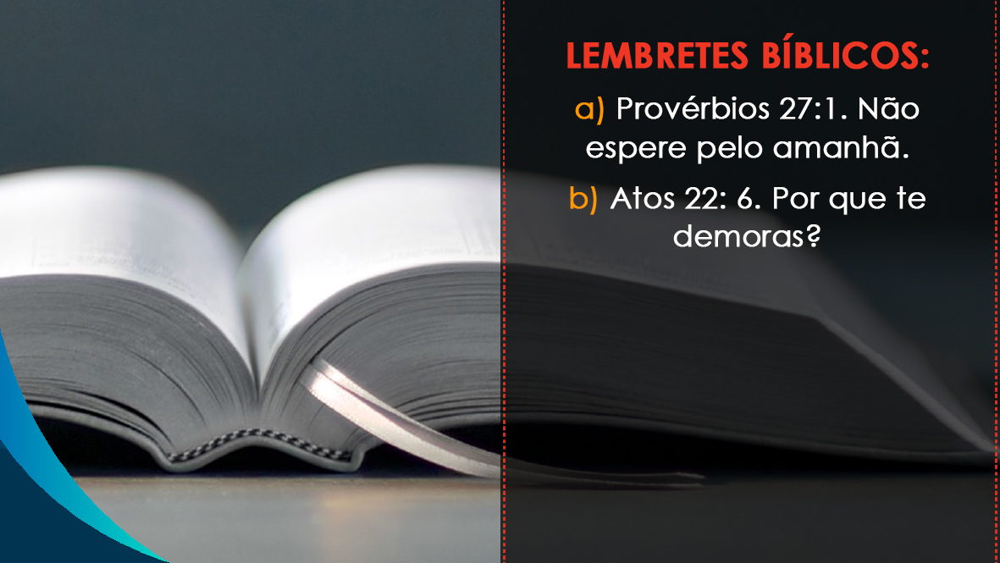 LEMBRETES BÍBLICOS:
a) Provérbios 27:1. Não
espere pelo amanhã.
b) Atos 22: 6. Por que te
demoras?